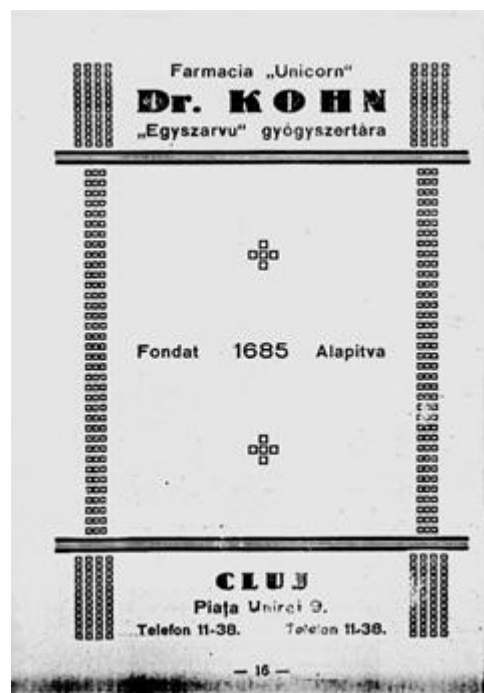 Farmacia „Unicorn“
Dr. KOHN
„Egyszarvu“ gyógyszertára
Fondat 1685 Alapitva
CLUJ
Piața Unirei 9.
Telefon 11-38. Telefon 11-38.
— 16 —